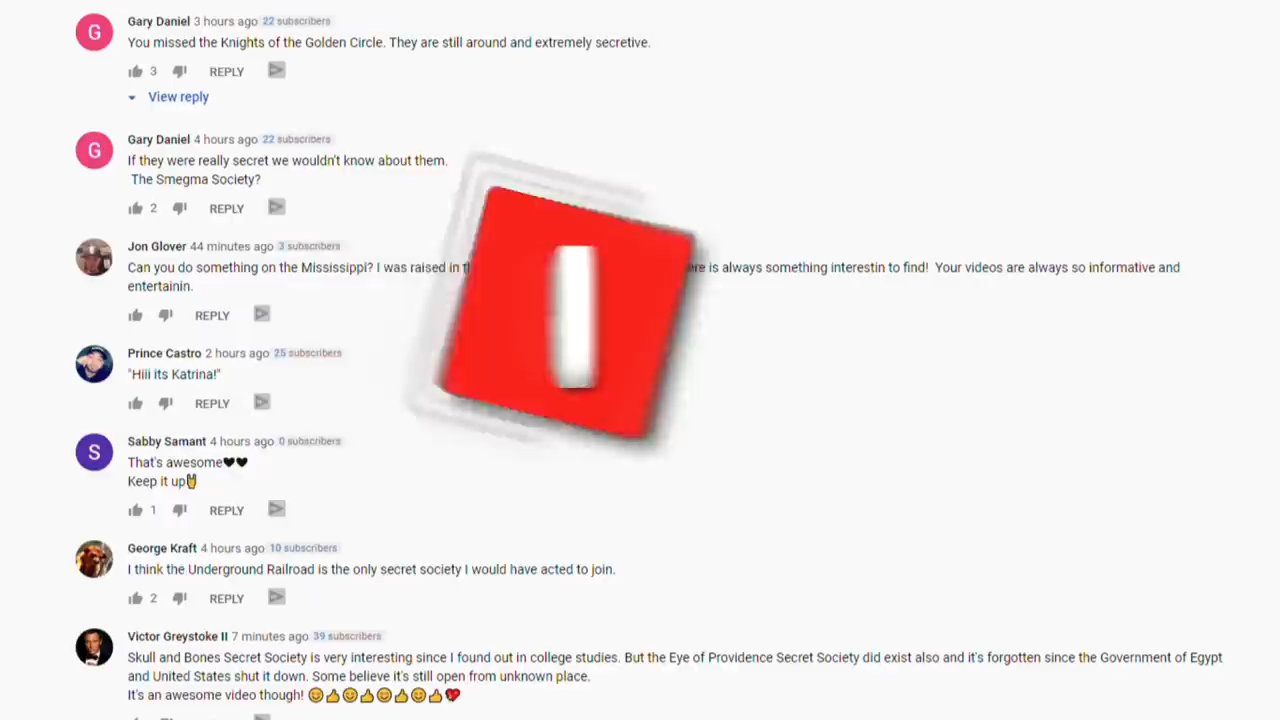 G
Gary Daniel 3 hours ago 22 subscribers
You missed the Knights of the Golden Circle. They are still around and extremely secretive.
3 REPLY
View reply
G
Gary Daniel 4 hours ago 22 subscribers
If they were really secret we wouldn't know about them.
The Smegma Society?
2 REPLY
Jon Glover 44 minutes ago 3 subscribers
Can you do something on the Mississippi? I was raised in is always something interestin to find! Your videos are always so informative and
entertainin.
REPLY
Prince Castro 2 hours ago 25 subscribers
"Hiii its Katrina!"
REPLY
S
Sabby Samant 4 hours ago 0 subscribers
That's awesome🖤🖤
Keep it up🤘
1 REPLY
George Kraft 4 hours ago 10 subscribers
I think the Underground Railroad is the only secret society I would have acted to join.
2 REPLY
Victor Greystoke II 7 minutes ago 39 subscribers
Skull and Bones Secret Society is very interesting since I found out in college studies. But the Eye of Providence Secret Society did exist also and it's forgotten since the Government of Egypt
and United States shut it down. Some believe it's still open from unknown place.
It's an awesome video though! 😊👍😊👍😊👍😊👍💖